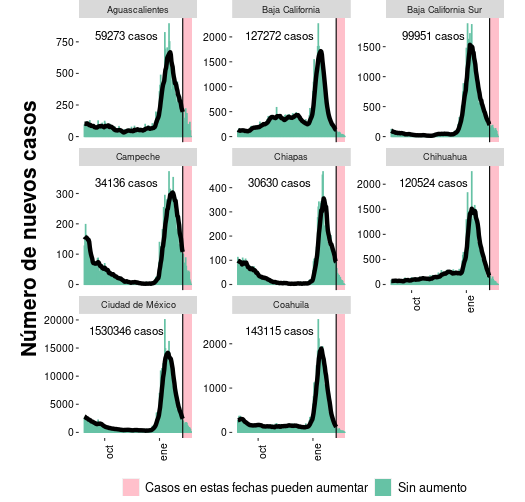 Número de nuevos casos
Aguascalientes
Baja California
Baja California Sur
59273 casos
127272 casos
99951 casos
750
500
250
0
2000
1500
1000
500
0
1500
1000
500
0
Campeche
Chiapas
Chihuahua
34136 casos
30630 casos
120524 casos
300
200
100
0
400
300
200
100
0
2000
1500
1000
500
0
oct
ene
Ciudad de México
Coahuila
1530346 casos
143115 casos
20000
15000
10000
5000
0
2000
1000
0
oct
ene
oct
ene
Casos en estas fechas pueden aumentar
Sin aumento